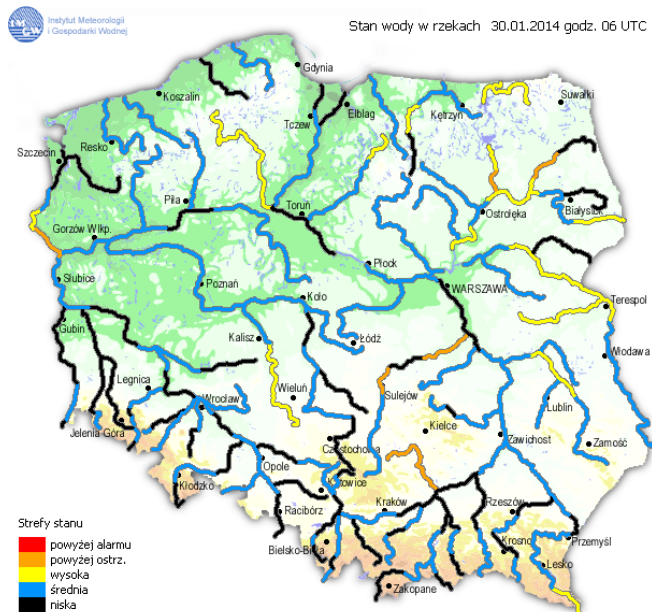 Instytut Meteorologii
i Gospodarki Wodnej
Stan wody w rzekach 30.01.2014 godz. 06 UTC
Gdynia
Koszalin
Suwałki
Elbląg
Kętrzyn
Tczew
Resko
Szczecin
Piła
Toruń
Ostrołęka
Białystok
Gorzów Wlkp.
Płock
Słubice
Poznań
Koło
WARSZAWA
Terespol
Gubin
Kalisz
Łódź
Włodawa
Legnica
Wieluń
Sulejów
Wrocław
Lublin
Jelenia Góra
Kielce
Zawichost
Zamość
Częstochowa
Opole
Kłodzko
Katowice
Racibórz
Kraków
Rzeszów
Bielsko-Biała
Krosno
Przemyśl
Lesko
Zakopane
Strefy stanu
powyżej alarmu
powyżej ostrz.
wysoka
średnia
niska